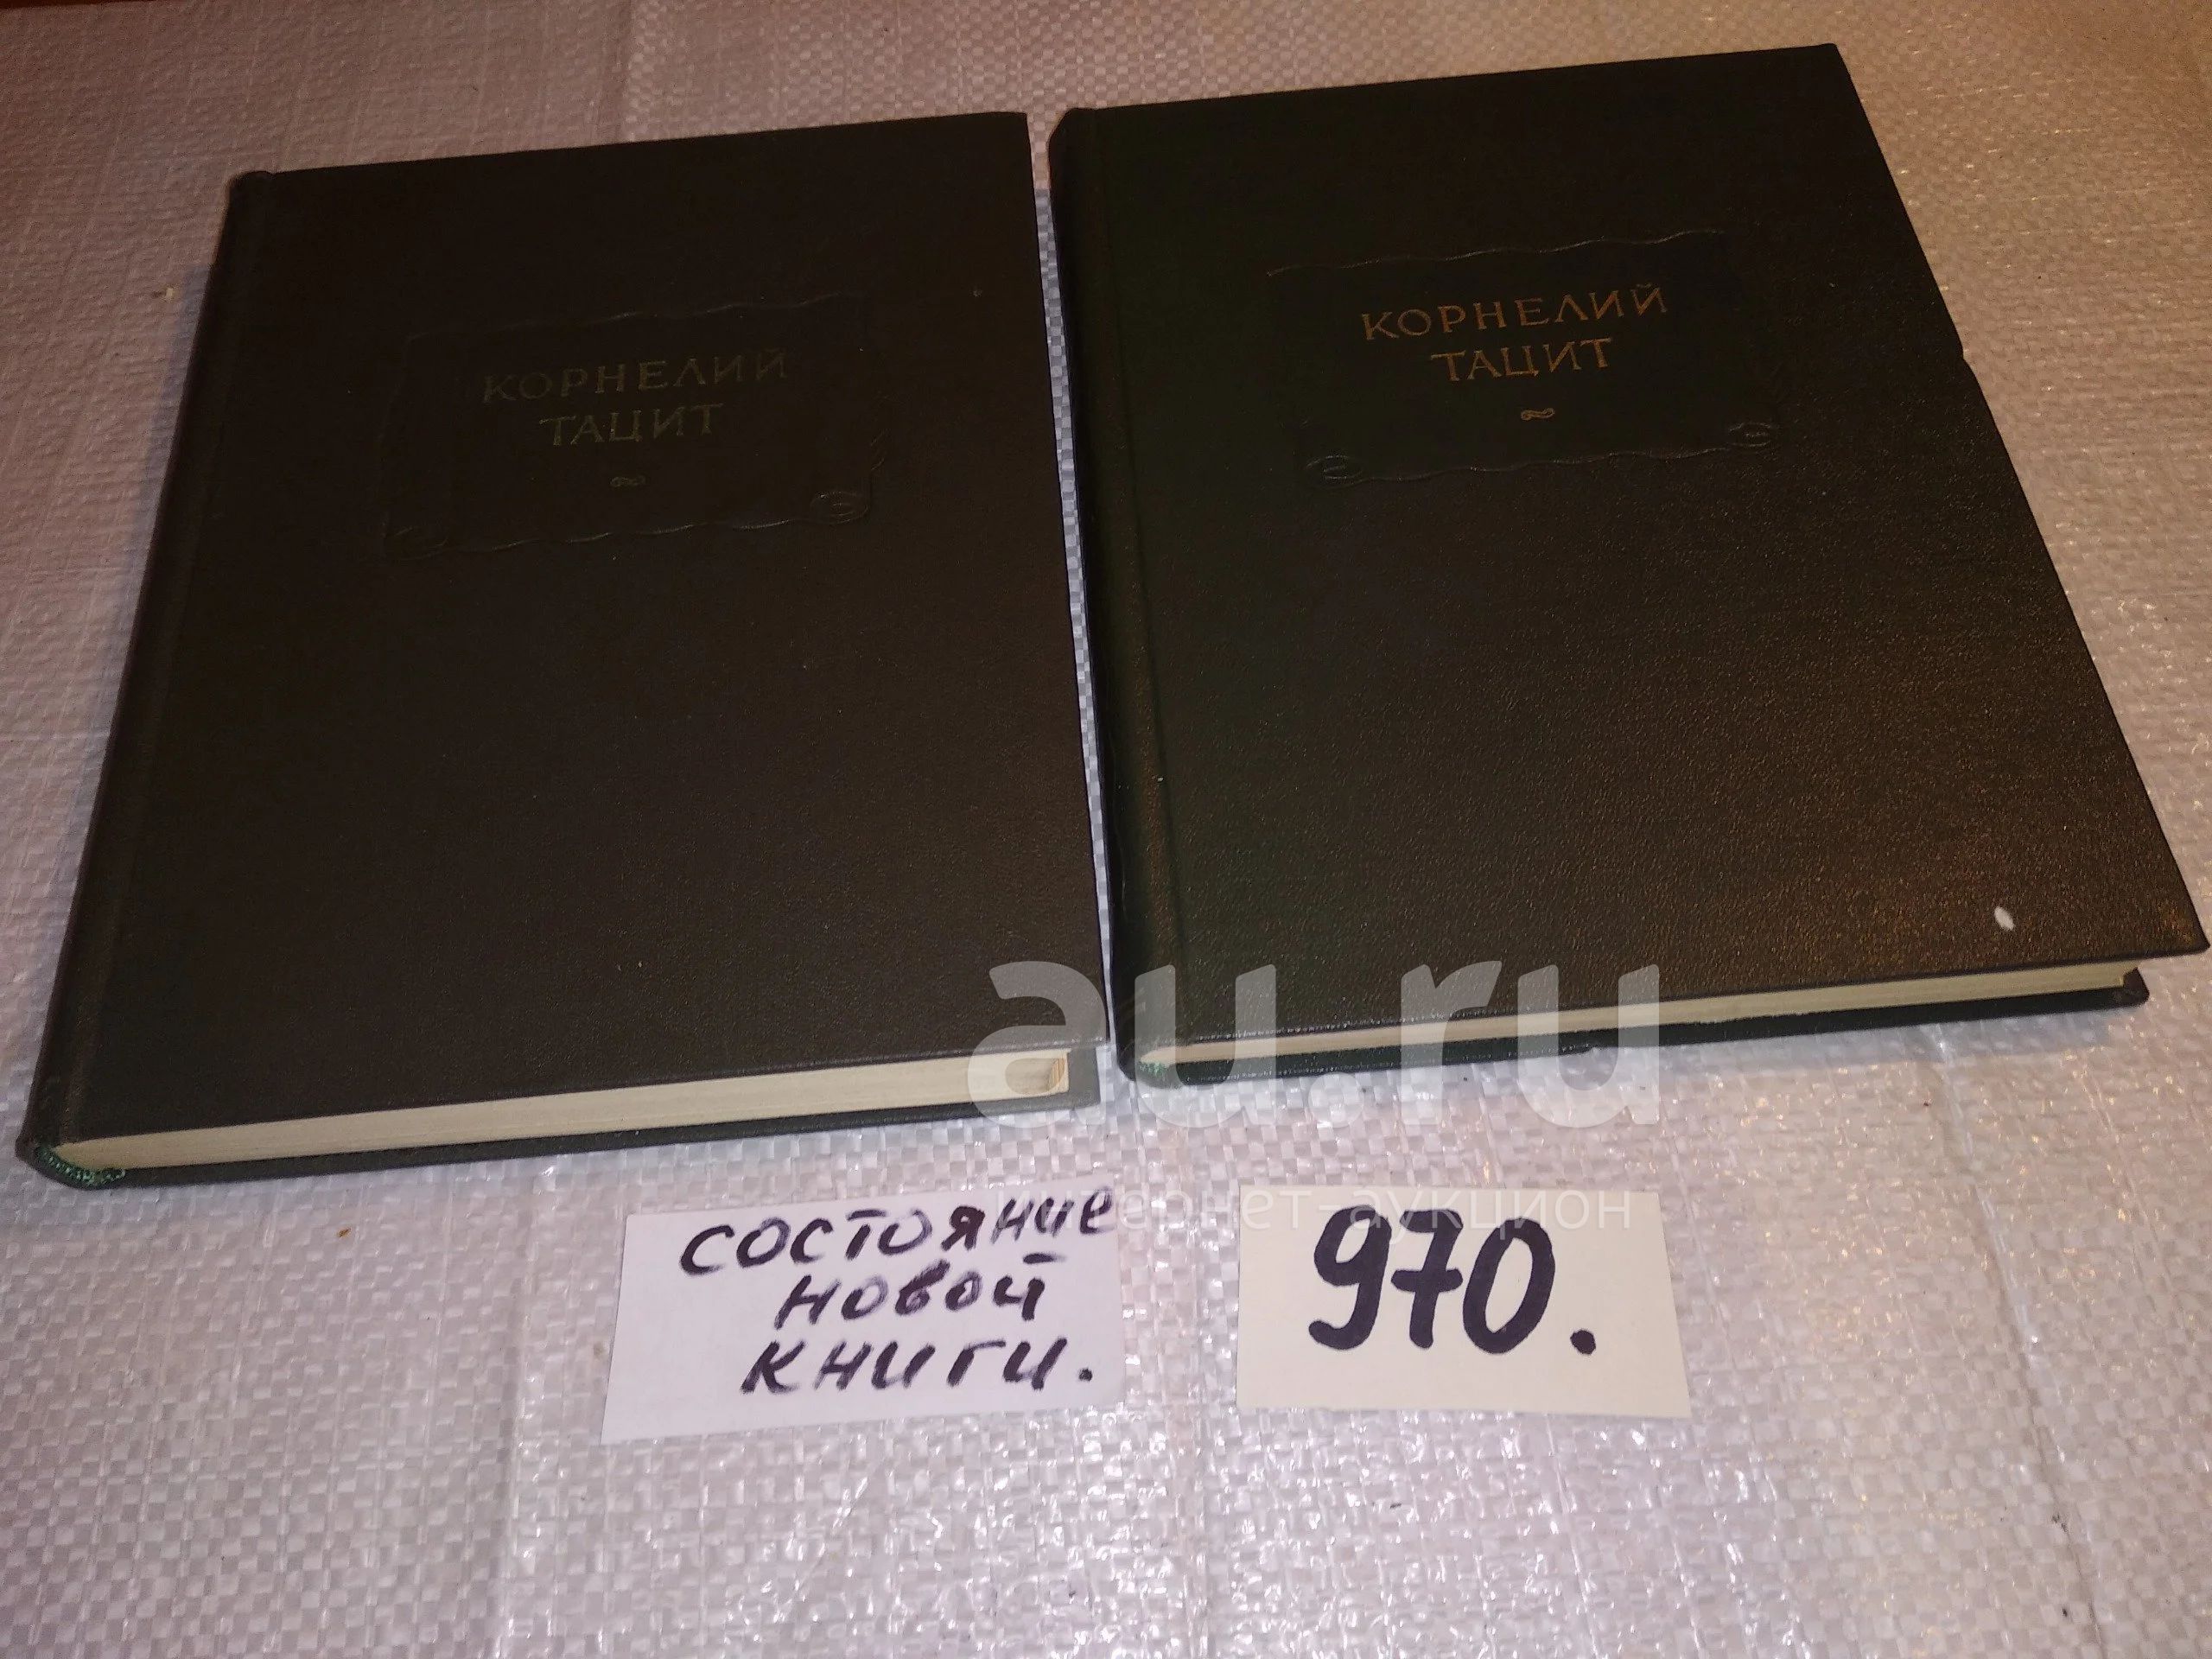 КОРНЕЛИЙ
ТАЦИТ
КОРНЕЛИЙ
ТАЦИТ
au.ru
интернет-аукцион
состояние
новой
книги.
970.